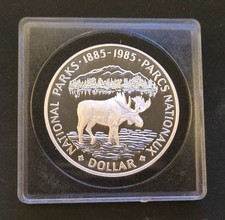 NATIONAL PARKS · 1885-1985 · PARCS NATIONAUX
DOLLAR